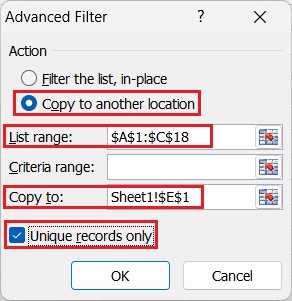 Advanced Filter ? ×
Action
Filter the list, in-place
Copy to another location
List range: $A$1:$C$18
Criteria range:
Copy to: Sheet1!$E$1
Unique records only
OK Cancel